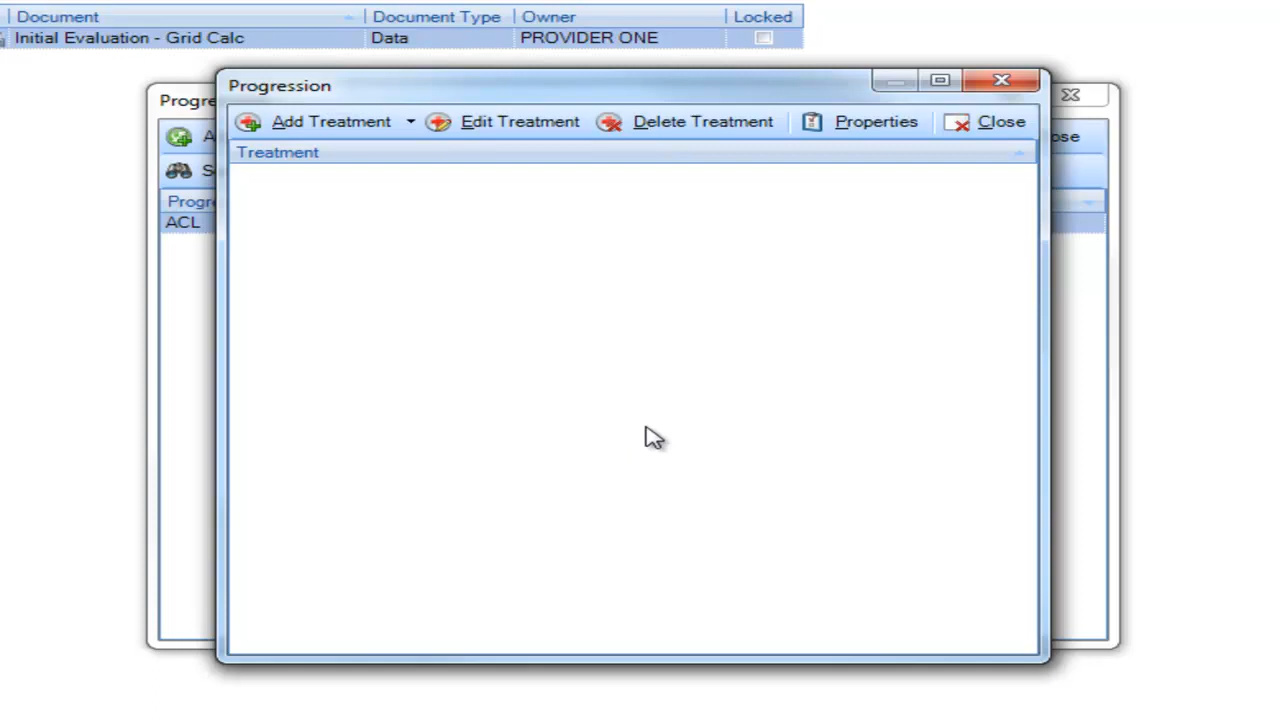 Document Document Type Owner Locked
Initial Evaluation - Grid Calc Data PROVIDER ONE
Progression
Add Treatment Edit Treatment Delete Treatment Properties Close
Treatment
ACL